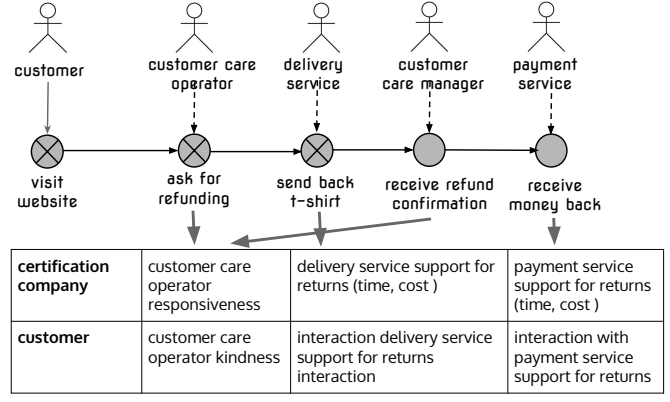 customer
customer care
operator
delivery
service
customer
care manager
payment
service
visit
website
ask for
refunding
send back
t-shirt
receive refund
confirmation
receive
money back
certification
company
customer care
operator
responsiveness
delivery service support for
returns (time, cost )
payment service
support for returns
(time, cost )
customer
customer care
operator kindness
interaction delivery service
support for returns
interaction
interaction with
payment service
support for returns